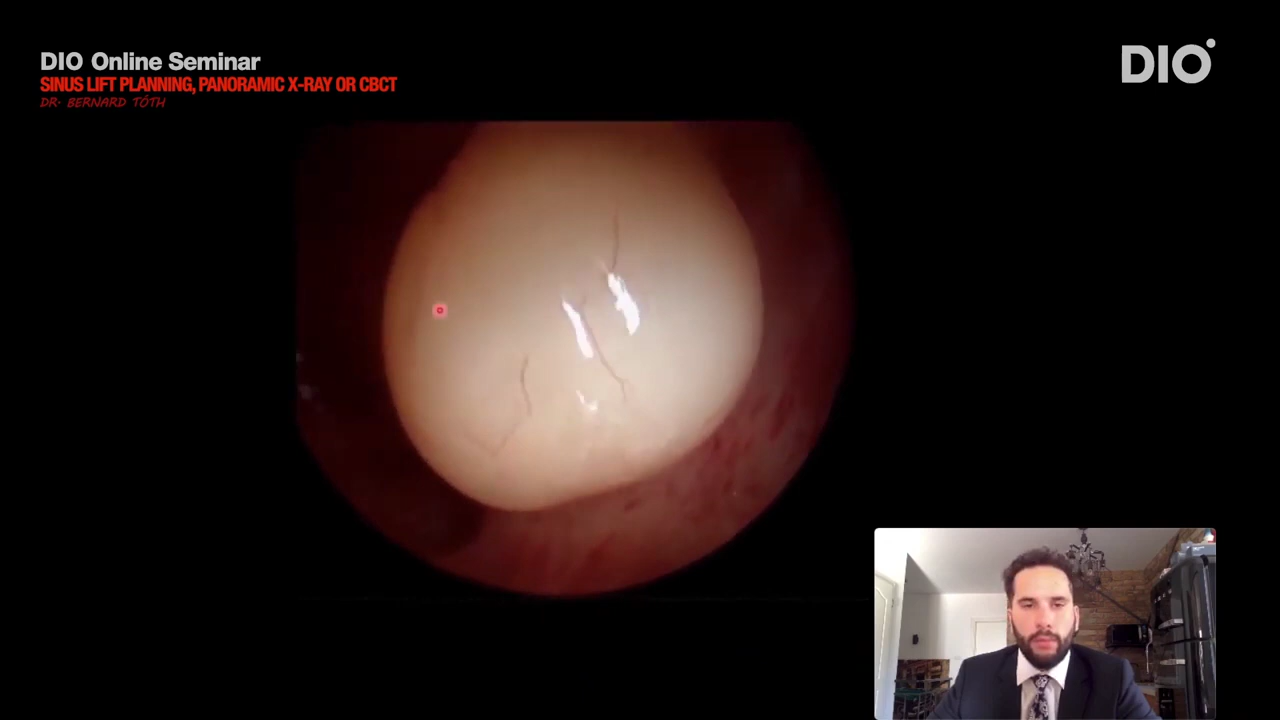 DIO Online Seminar
SINUS LIFT PLANNING, PANORAMIC X-RAY OR CBCT
DR. BERNARD TÓTH
DIO